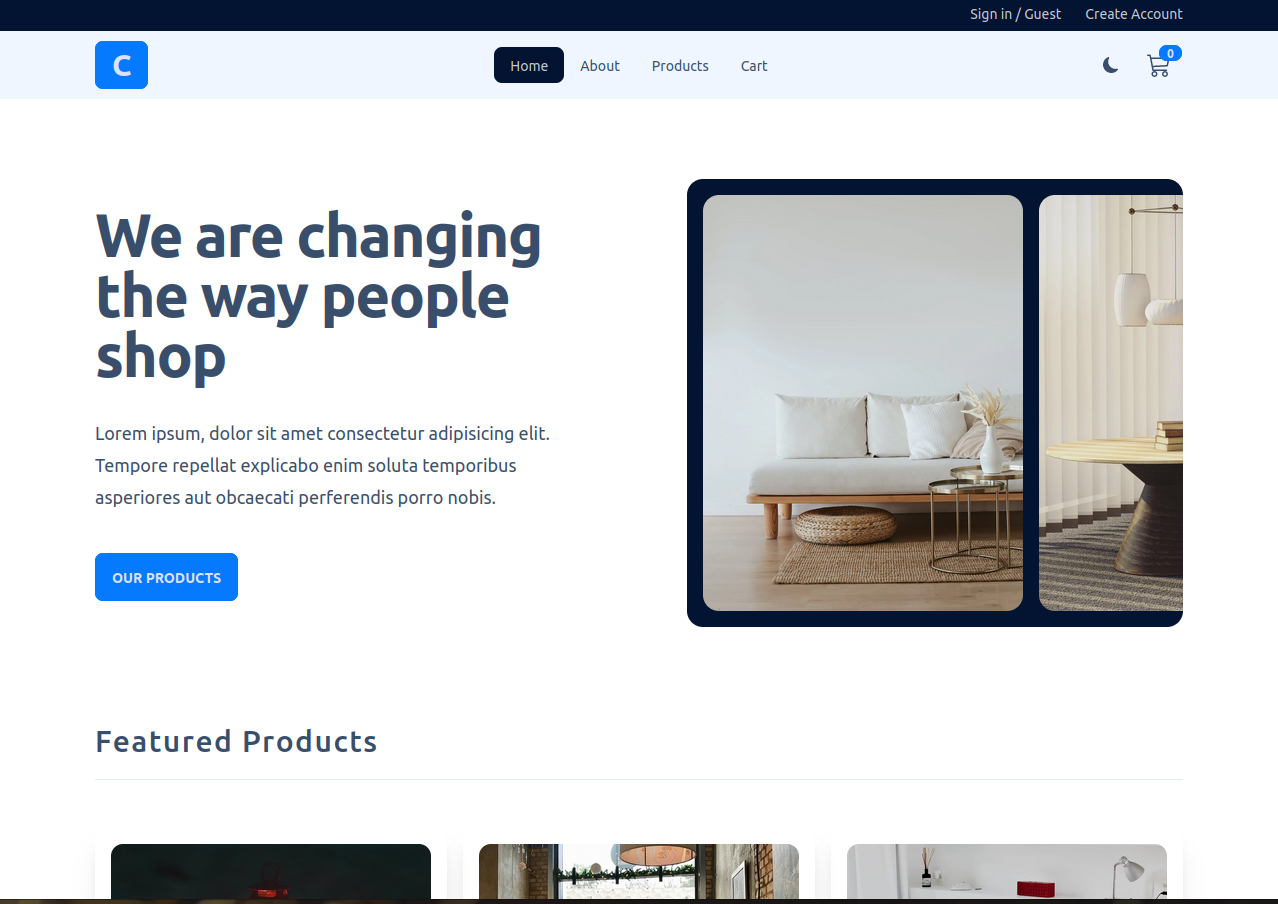 Sign in / Guest Create Account
C
Home About Products Cart
0
We are changing
the way people
shop
Lorem ipsum, dolor sit amet consectetur adipisicing elit.
Tempore repellat explicabo enim soluta temporibus
asperiores aut obcaecati perferendis porro nobis.
OUR PRODUCTS
Featured Products